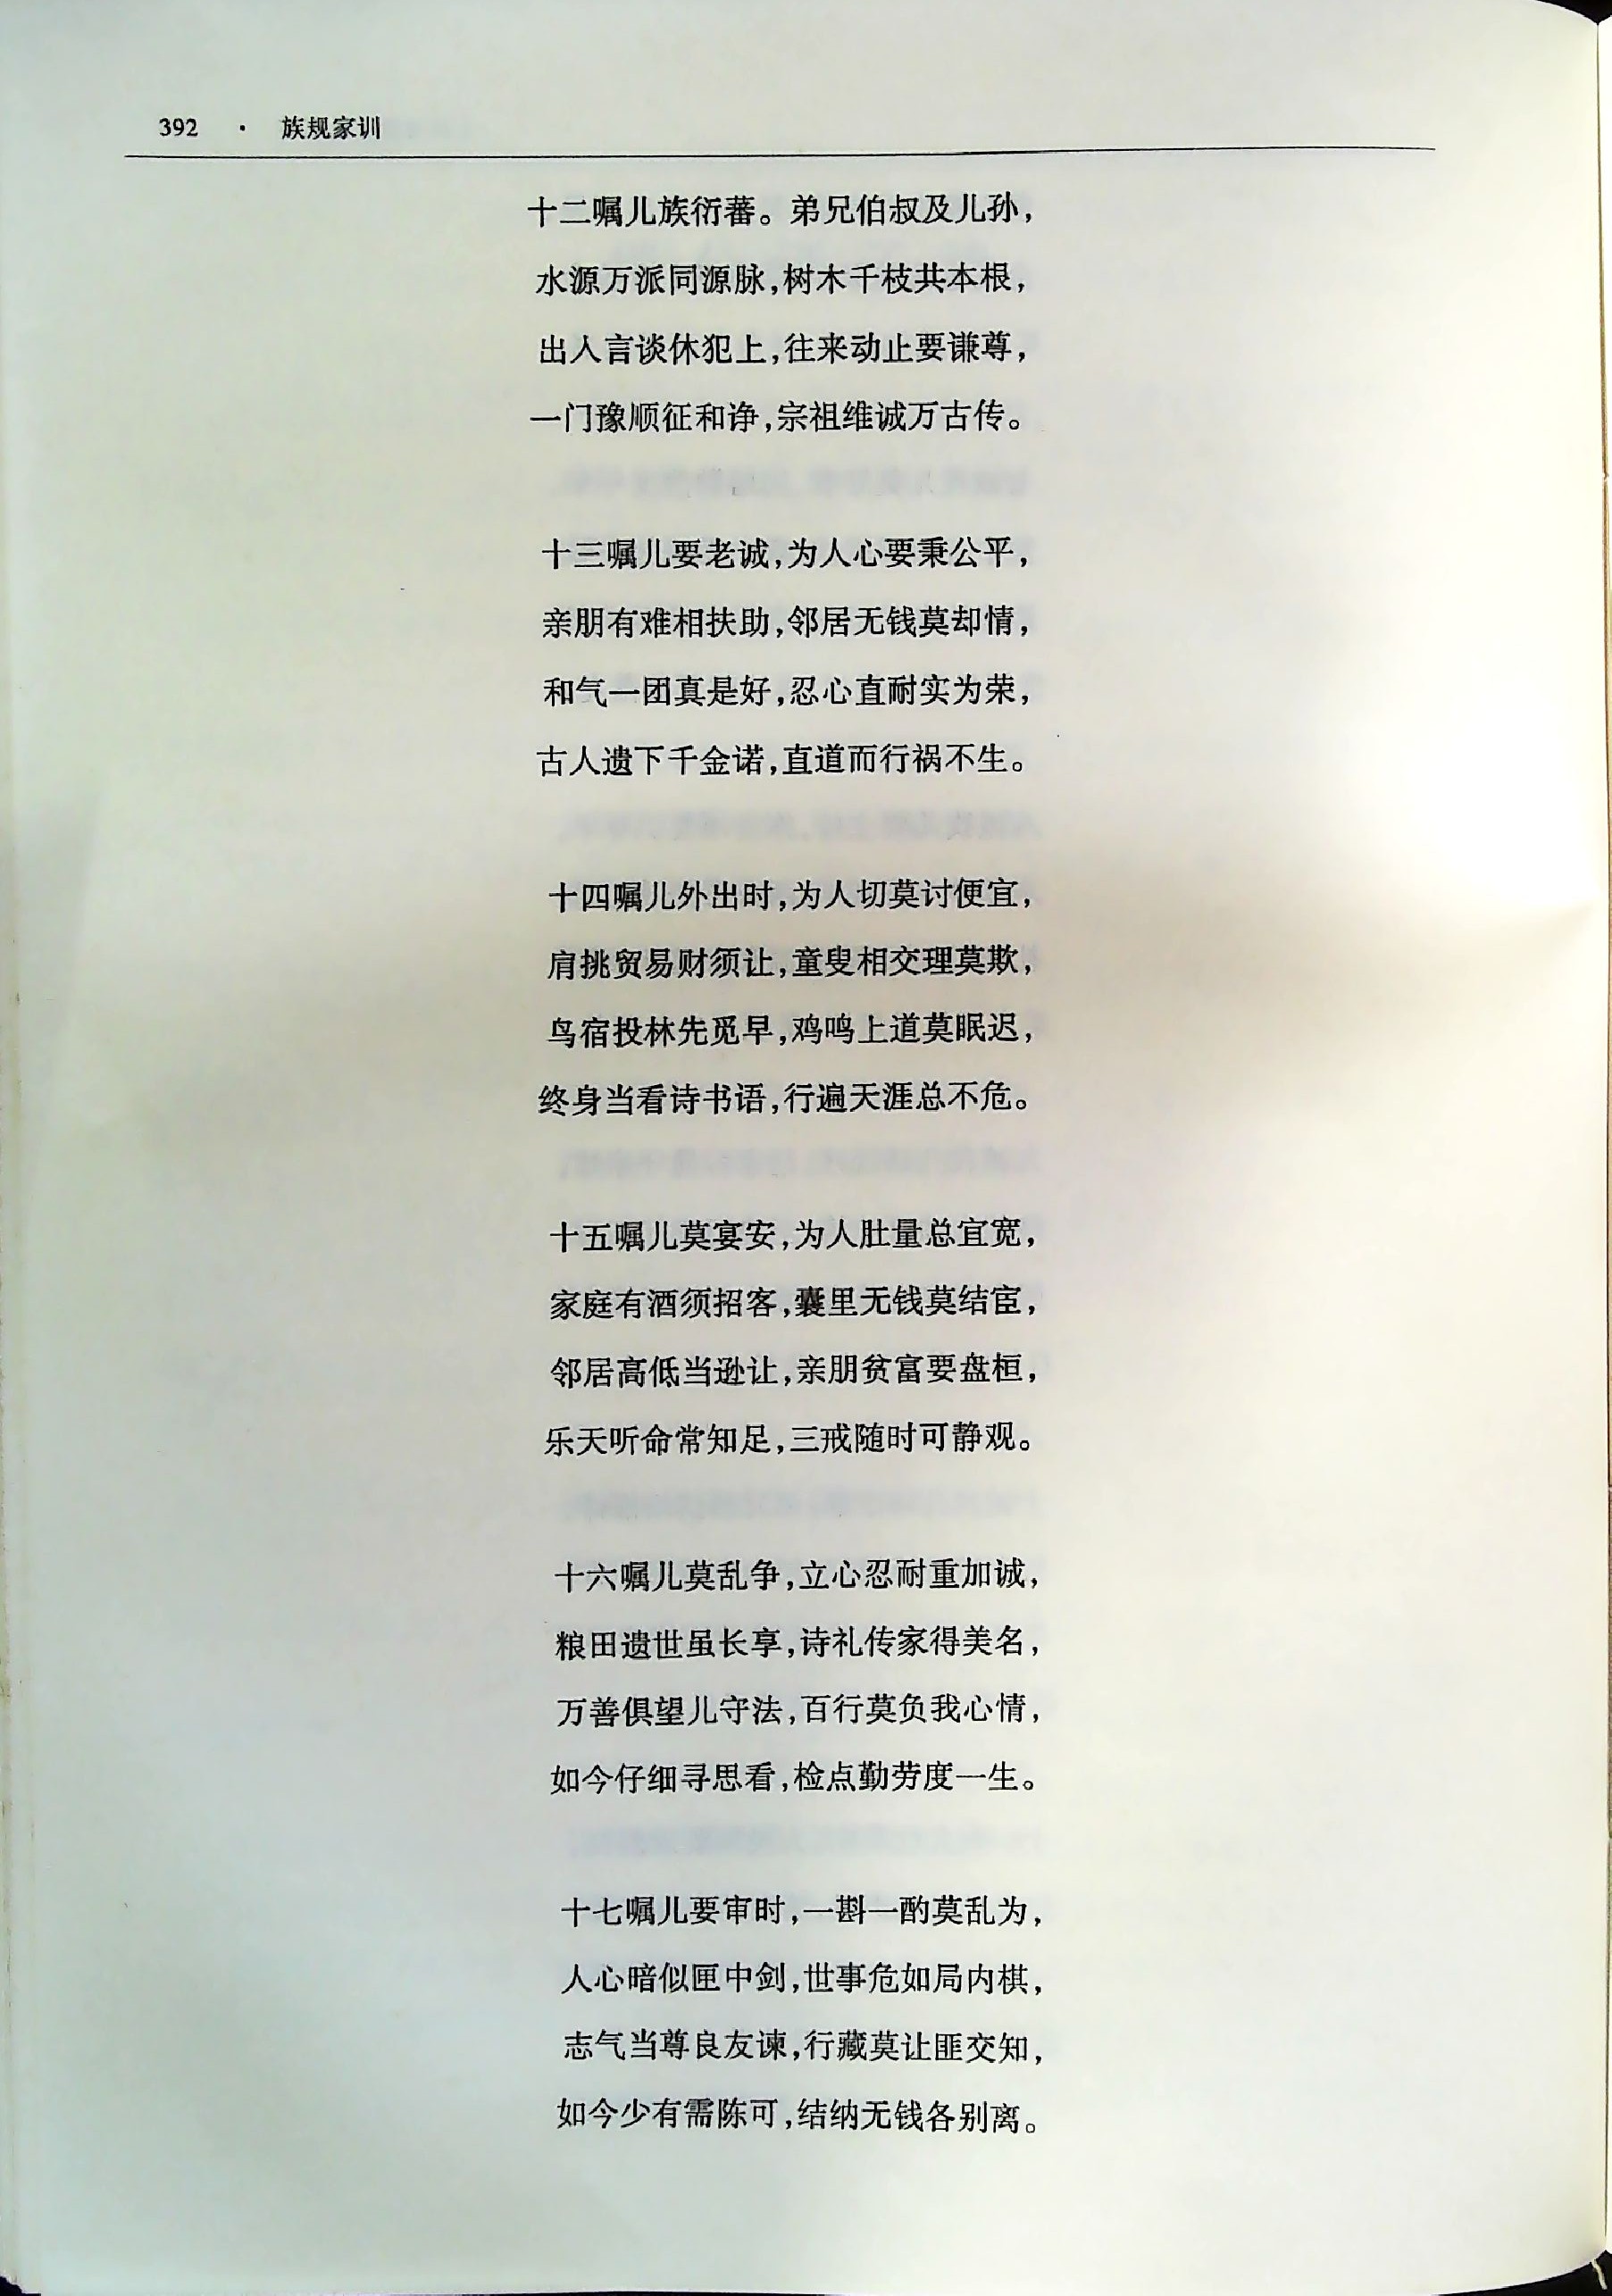 392 · 族规家训
十二嘱儿族衍蕃。弟兄伯叔及儿孙，
水源万派同源脉，树木千枝共本根，
出入言谈休犯上，往来动止要谦尊，
一门豫顺征和诤，宗祖维诚万古传。
十三嘱儿要老诚，为人心要秉公平，
亲朋有难相扶助，邻居无钱莫却情，
和气一团真是好，忍心直耐实为荣，
古人遗下千金诺，直道而行祸不生。
十四嘱儿外出时，为人切莫讨便宜，
肩挑贸易财须让，童叟相交理莫欺，
鸟宿投林先觅早，鸡鸣上道莫眠迟，
终身当看诗书语，行遍天涯总不危。
十五嘱儿莫宴安，为人肚量总宜宽，
家庭有酒须招客，囊里无钱莫结宦，
邻居高低当逊让，亲朋贫富要盘桓，
乐天听命常知足，三戒随时可静观。
十六嘱儿莫乱争，立心忍耐重加诚，
粮田遗世虽长享，诗礼传家得美名，
万善俱望儿守法，百行莫负我心情，
如今仔细寻思看，检点勤劳度一生。
十七嘱儿要审时，一斟一酌莫乱为，
人心暗似匣中剑，世事危如局内棋，
志气当尊良友谏，行藏莫让匪交知，
如今少有需陈可，结纳无钱各别离。